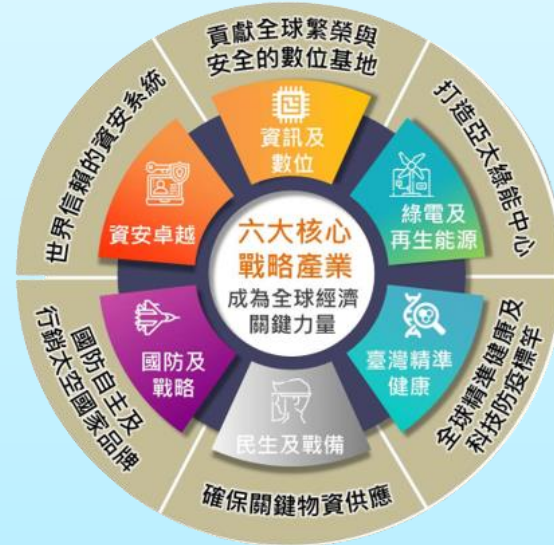 貢獻全球繁榮與
安全的數位基地
資訊及
數位
打造亞太綠能中心
綠電及
再生能源
全球精準健康及
科技防疫標竿
臺灣精準
健康
確保關鍵物資供應
民生及戰備
國防自主及
行銷太空國家品牌
國防及
戰略
世界信賴的資安系統
資安卓越
六大核心
戰略產業
成為全球經濟
關鍵力量